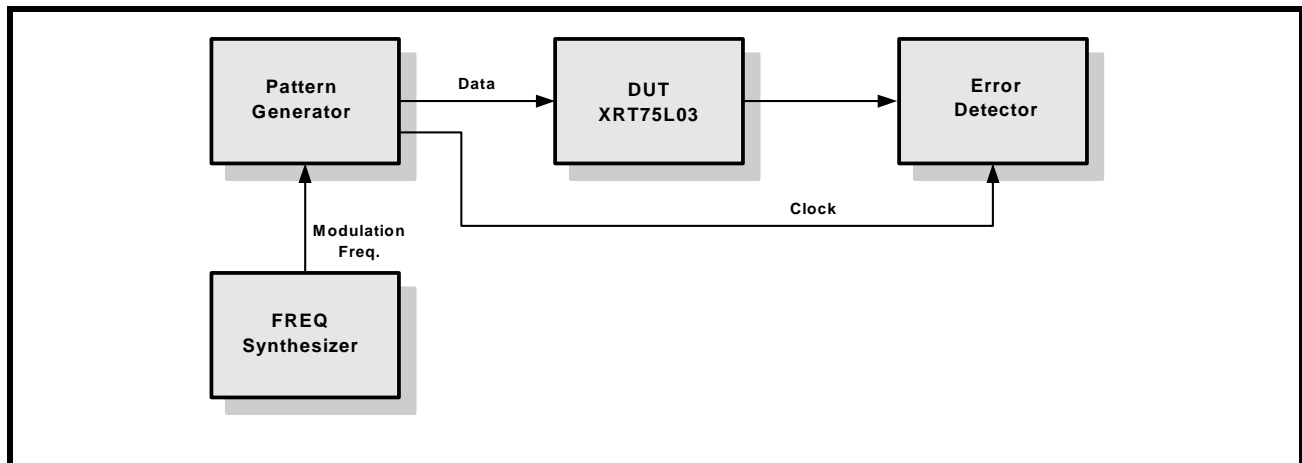 Pattern
Generator
Data
DUT
XRT75L03
Error
Detector
Clock
Modulation
Freq.
FREQ
Synthesizer